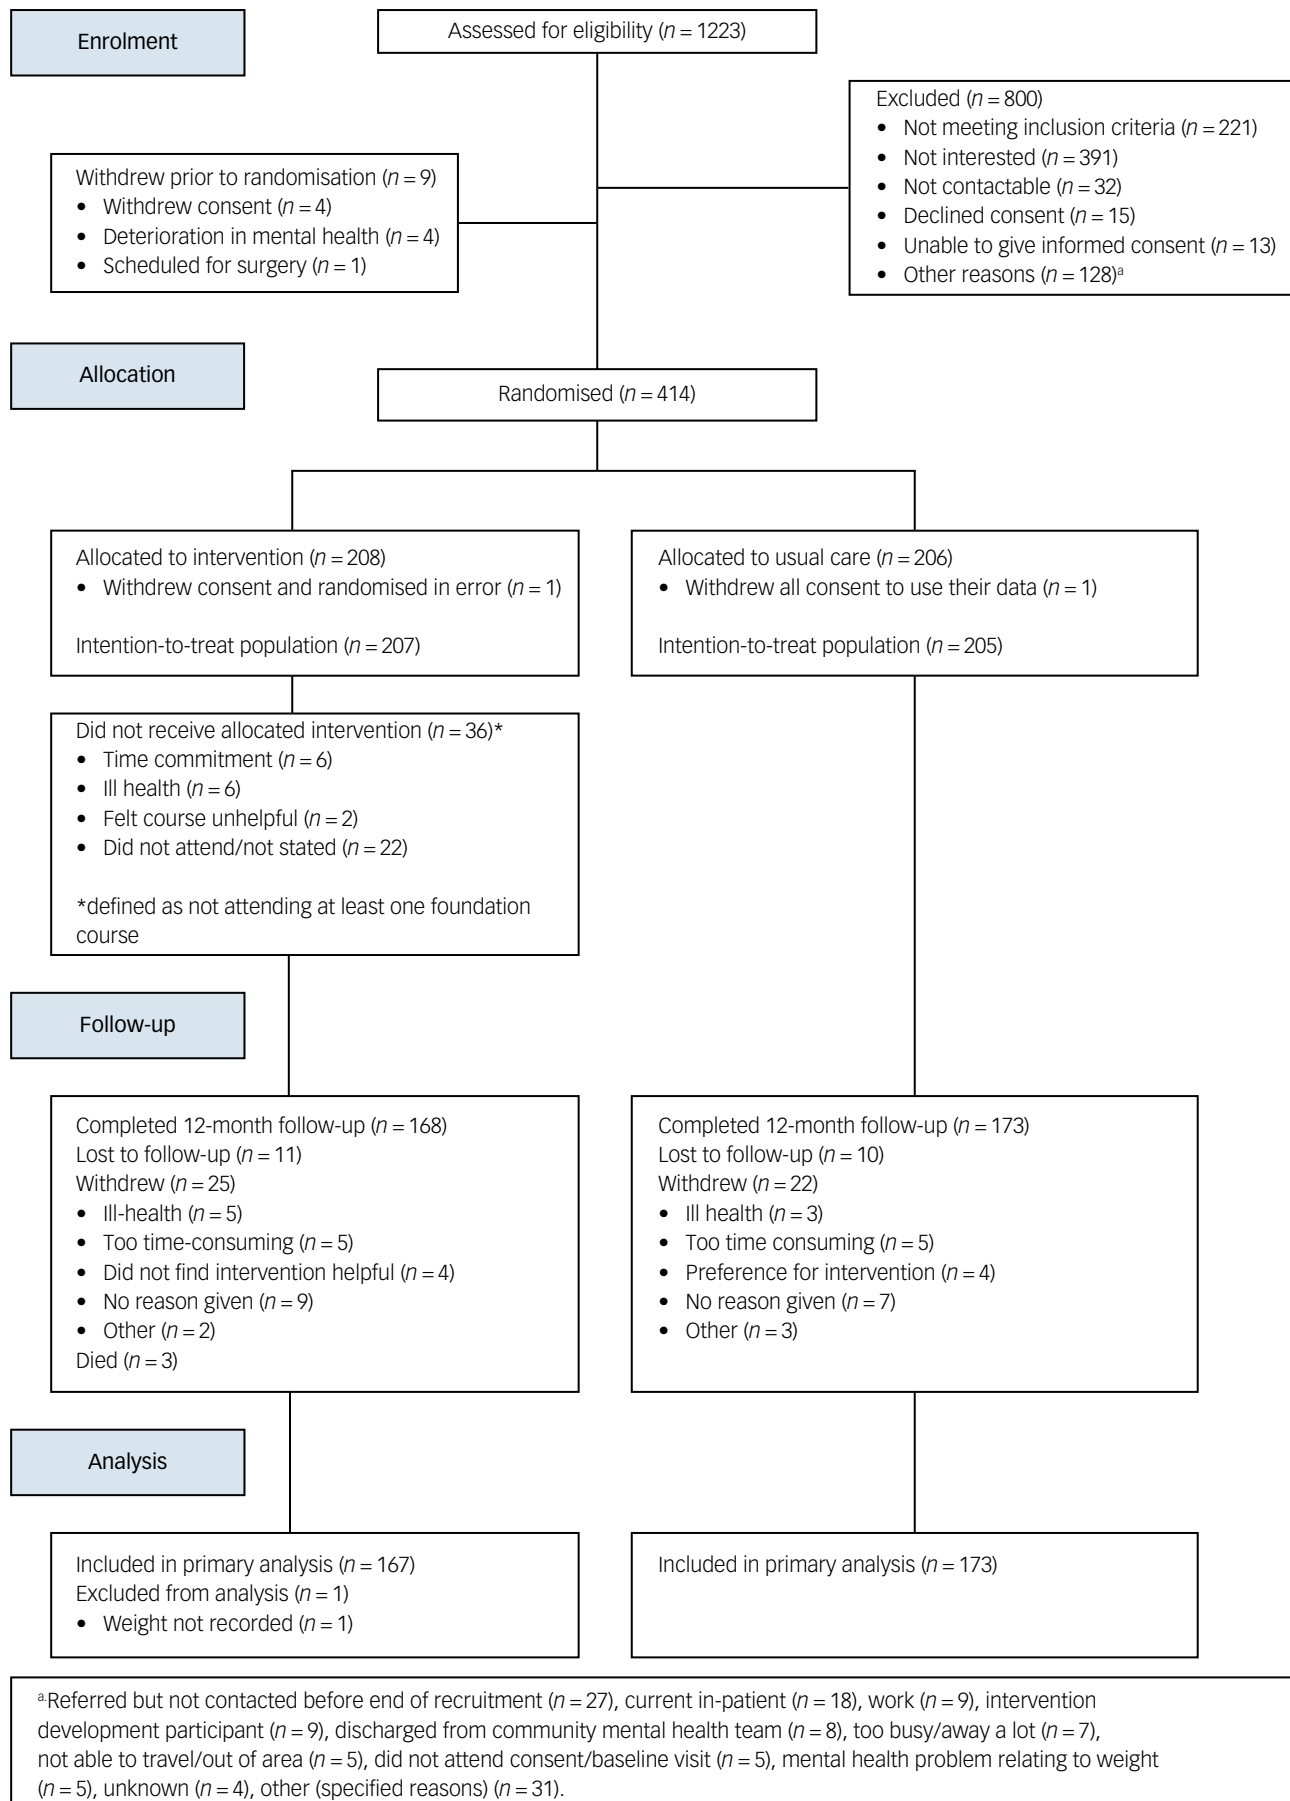 Enrolment
Assessed for eligibility (n = 1223)
Excluded (n = 800)
• Not meeting inclusion criteria (n = 221)
• Not interested (n = 391)
• Not contactable (n = 32)
• Declined consent (n = 15)
• Unable to give informed consent (n = 13)
• Other reasons (n = 128)a
Withdrew prior to randomisation (n = 9)
• Withdrew consent (n = 4)
• Deterioration in mental health (n = 4)
• Scheduled for surgery (n = 1)
Allocation
Randomised (n = 414)
Allocated to intervention (n = 208)
• Withdrew consent and randomised in error (n = 1)
Intention-to-treat population (n = 207)
Allocated to usual care (n = 206)
• Withdrew all consent to use their data (n = 1)
Intention-to-treat population (n = 205)
Did not receive allocated intervention (n = 36)*
• Time commitment (n = 6)
• Ill health (n = 6)
• Felt course unhelpful (n = 2)
• Did not attend/not stated (n = 22)
*defined as not attending at least one foundation
course
Follow-up
Completed 12-month follow-up (n = 168)
Lost to follow-up (n = 11)
Withdrew (n = 25)
• Ill-health (n = 5)
• Too time-consuming (n = 5)
• Did not find intervention helpful (n = 4)
• No reason given (n = 9)
• Other (n = 2)
Died (n = 3)
Completed 12-month follow-up (n = 173)
Lost to follow-up (n = 10)
Withdrew (n = 22)
• Ill health (n = 3)
• Too time consuming (n = 5)
• Preference for intervention (n = 4)
• No reason given (n = 7)
• Other (n = 3)
Analysis
Included in primary analysis (n = 167)
Excluded from analysis (n = 1)
• Weight not recorded (n = 1)
Included in primary analysis (n = 173)
a.Referred but not contacted before end of recruitment (n = 27), current in-patient (n = 18), work (n = 9), intervention
development participant (n = 9), discharged from community mental health team (n = 8), too busy/away a lot (n = 7),
not able to travel/out of area (n = 5), did not attend consent/baseline visit (n = 5), mental health problem relating to weight
(n = 5), unknown (n = 4), other (specified reasons) (n = 31).